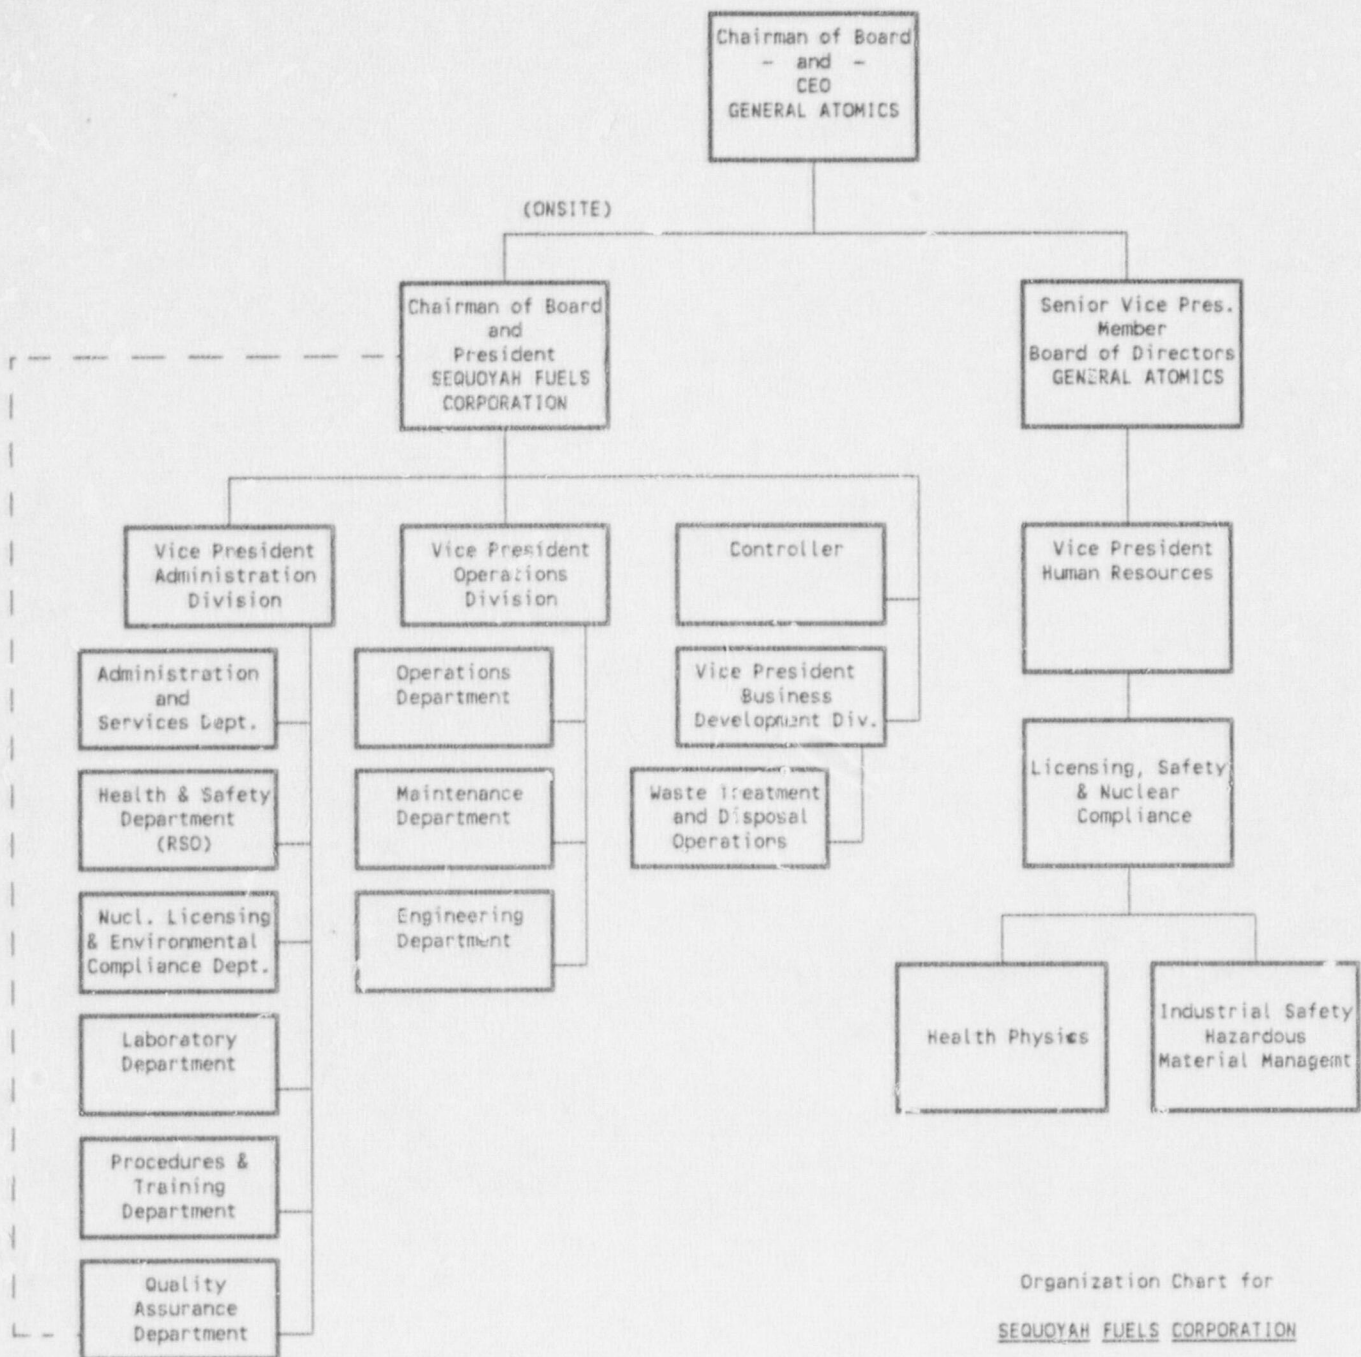 Chairman of Board
- and -
CEO
GENERAL ATOMICS
(ONSITE)
Chairman of Board
and
President
SEQUOYAH FUELS
CORPORATION
Senior Vice Pres.
Member
Board of Directors
GENERAL ATOMICS
Vice President
Administration
Division
Vice President
Operations
Division
Controller
Vice President
Human Resources
Administration
and
Services Dept.
Operations
Department
Vice President
Business
Development Div.
Licensing, Safety
& Nuclear
Compliance
Health & Safety
Department
(RSO)
Maintenance
Department
Waste Treatment
and Disposal
Operations
Nucl. Licensing
& Environmental
Compliance Dept.
Engineering
Department
Health Physics
Industrial Safety
Hazardous
Material Managemt
Laboratory
Department
Procedures &
Training
Department
Quality
Assurance
Department
Organization Chart for
SEQUOYAH FUELS CORPORATION